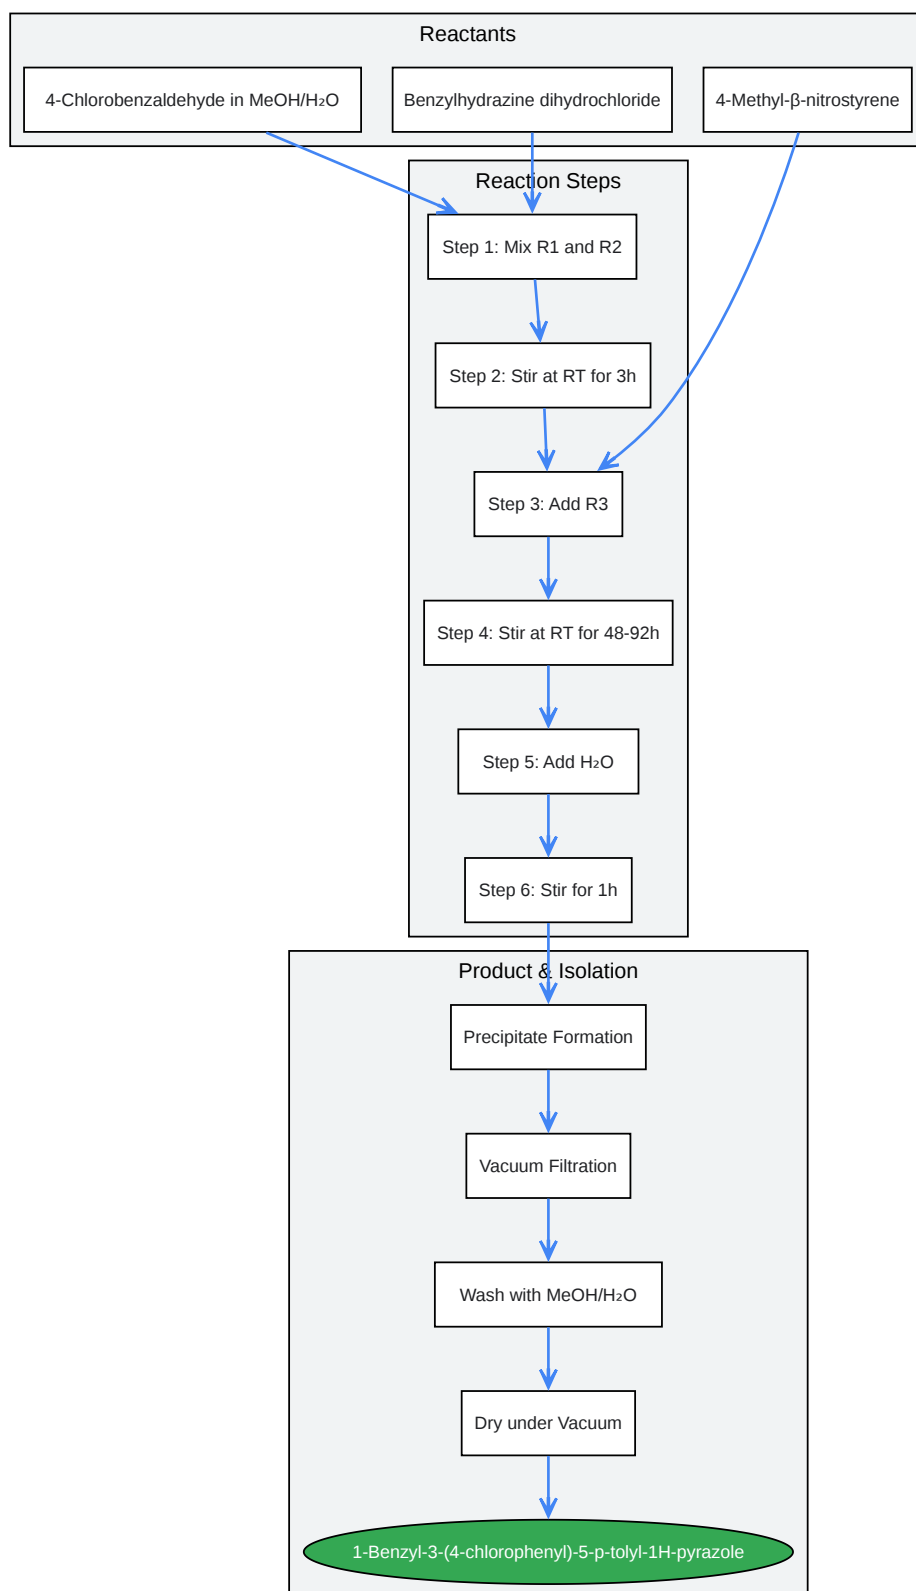 Reactants
4-Chlorobenzaldehyde in MeOH/H₂O
Benzylhydrazine dihydrochloride
4-Methyl-β-nitrostyrene
Reaction Steps
Step 1: Mix R1 and R2
Step 2: Stir at RT for 3h
Step 3: Add R3
Step 4: Stir at RT for 48-92h
Step 5: Add H₂O
Step 6: Stir for 1h
Product & Isolation
Precipitate Formation
Vacuum Filtration
Wash with MeOH/H₂O
Dry under Vacuum
1-Benzyl-3-(4-chlorophenyl)-5-p-tolyl-1H-pyrazole